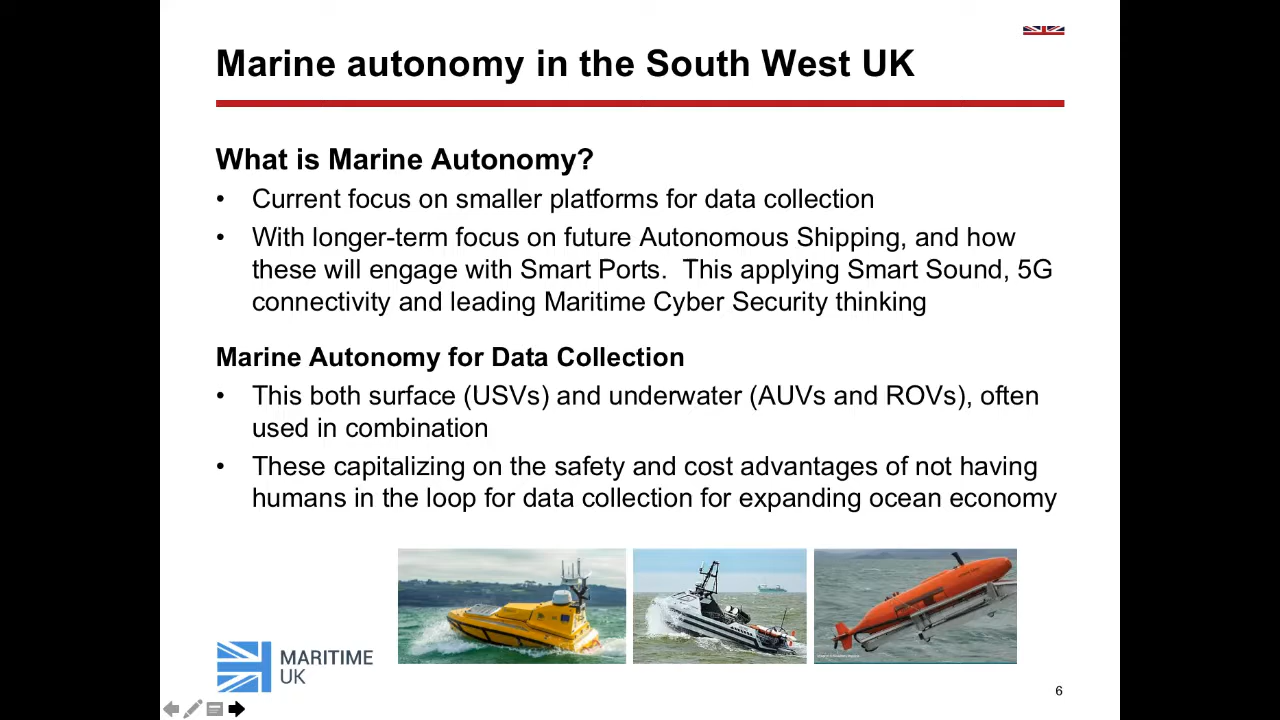 Marine autonomy in the South West UK
What is Marine Autonomy?
• Current focus on smaller platforms for data collection
• With longer-term focus on future Autonomous Shipping, and how
these will engage with Smart Ports. This applying Smart Sound, 5G
connectivity and leading Maritime Cyber Security thinking
Marine Autonomy for Data Collection
• This both surface (USVs) and underwater (AUVs and ROVs), often
used in combination
• These capitalizing on the safety and cost advantages of not having
humans in the loop for data collection for expanding ocean economy
MARITIME
UK
6